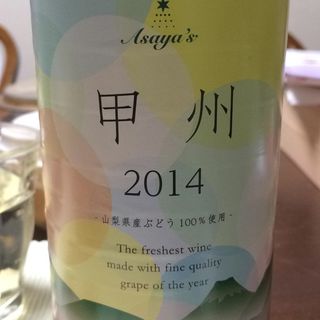 Asaya's
甲州
2014
- 山梨県産ぶどう100%使用 -
The freshest wine
made with fine quality
grape of the year